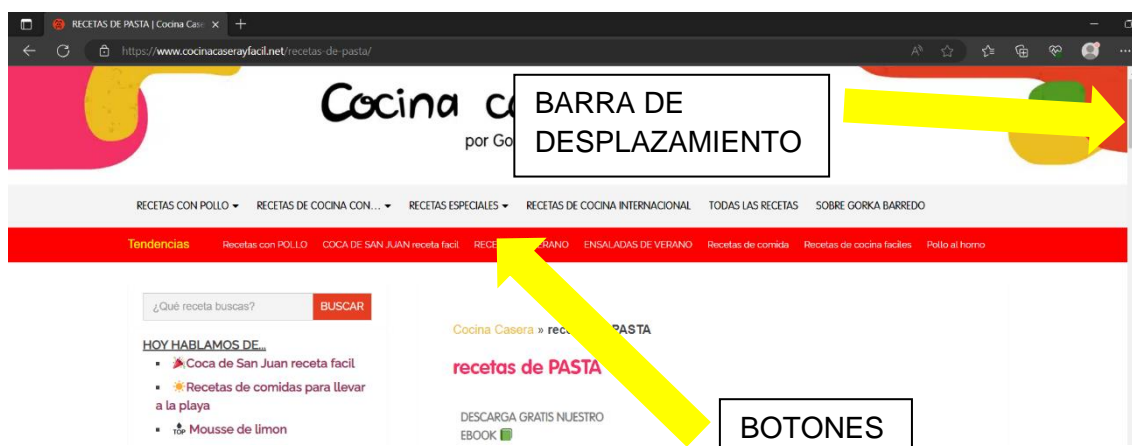 RECETAS DE PASTA | Cocina Case
https://www.cocinacaserayfacil.net/recetas-de-pasta/
Cocina c
por Go
BARRA DE
DESPLAZAMIENTO
RECETAS CON POLLO RECETAS DE COCINA CON... RECETAS ESPECIALES RECETAS DE COCINA INTERNACIONAL TODAS LAS RECETAS SOBRE GORKA BARREDO
Tendencias Recetas con POLLO COCA DE SAN JUAN receta facil RECE ERANO ENSALADAS DE VERANO Recetas de comida Recetas de cocina faciles Pollo al horno
¿Qué receta buscas? BUSCAR
Cocina Casera » rec PASTA
HOY HABLAMOS DE...
Coca de San Juan receta facil
recetas de PASTA
Recetas de comidas para llevar
a la playa
DESCARGA GRATIS NUESTRO
EBOOK
TOP Mousse de limon
BOTONES